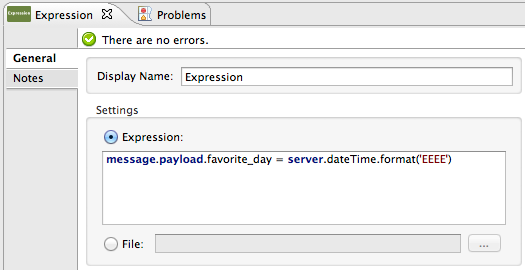 Expression Expression Problems
There are no errors.
General
Notes
Display Name: Expression
Settings
Expression:
message.payload.favorite_day = server.dateTime.format('EEEE')
File: ...